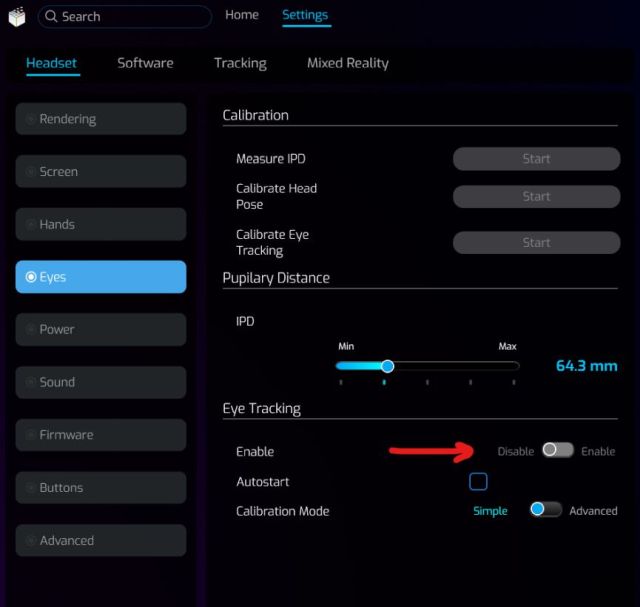 Search
Home
Settings
Headset
Software
Tracking
Mixed Reality
Rendering
Screen
Hands
Eyes
Power
Sound
Firmware
Buttons
Advanced
Calibration
Measure IPD
Start
Calibrate Head
Pose
Start
Calibrate Eye
Tracking
Start
Pupilary Distance
IPD
Min
Max
64.3 mm
Eye Tracking
Enable
Disable
Enable
Autostart
Calibration Mode
Simple
Advanced